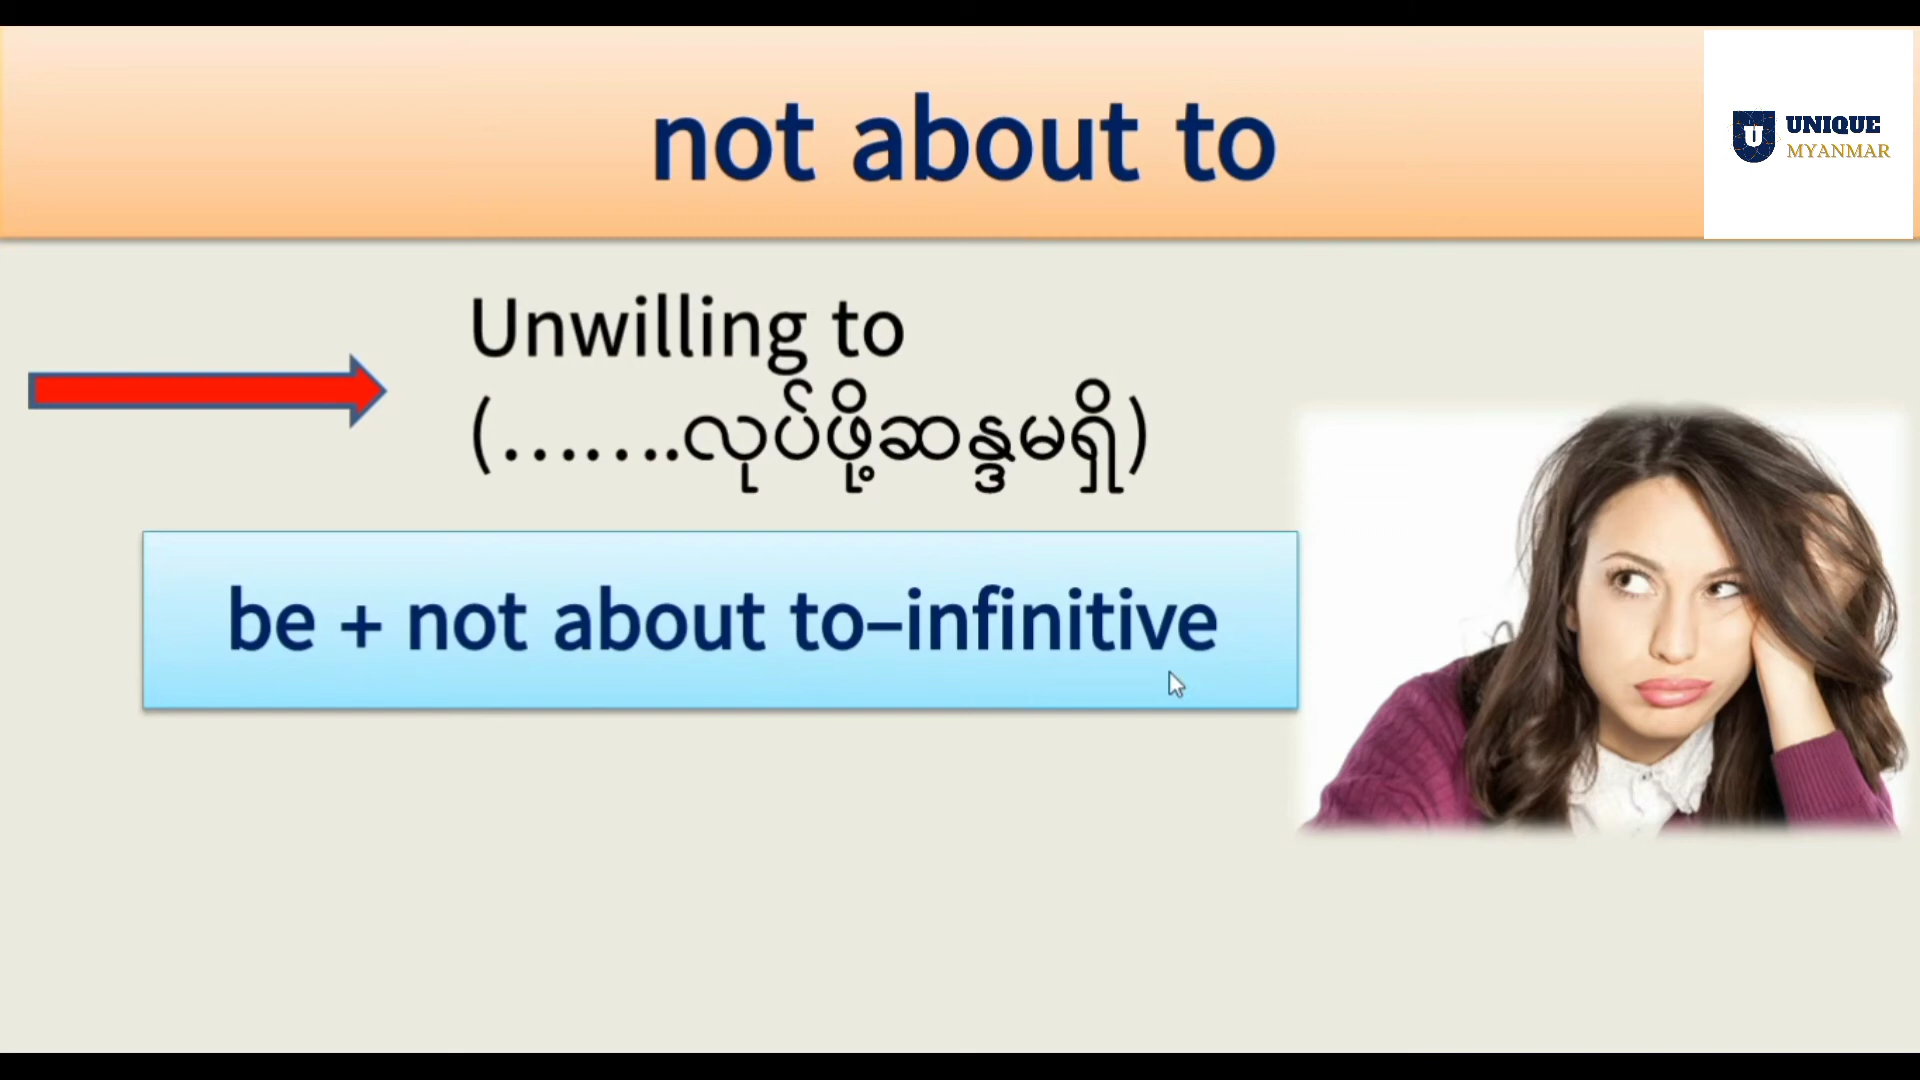 not about to
U
UNIQUE
MYANMAR
Unwilling to
(…….လုပ်ဖို့ဆန္ဒမရှိ)
be + not about to–infinitive